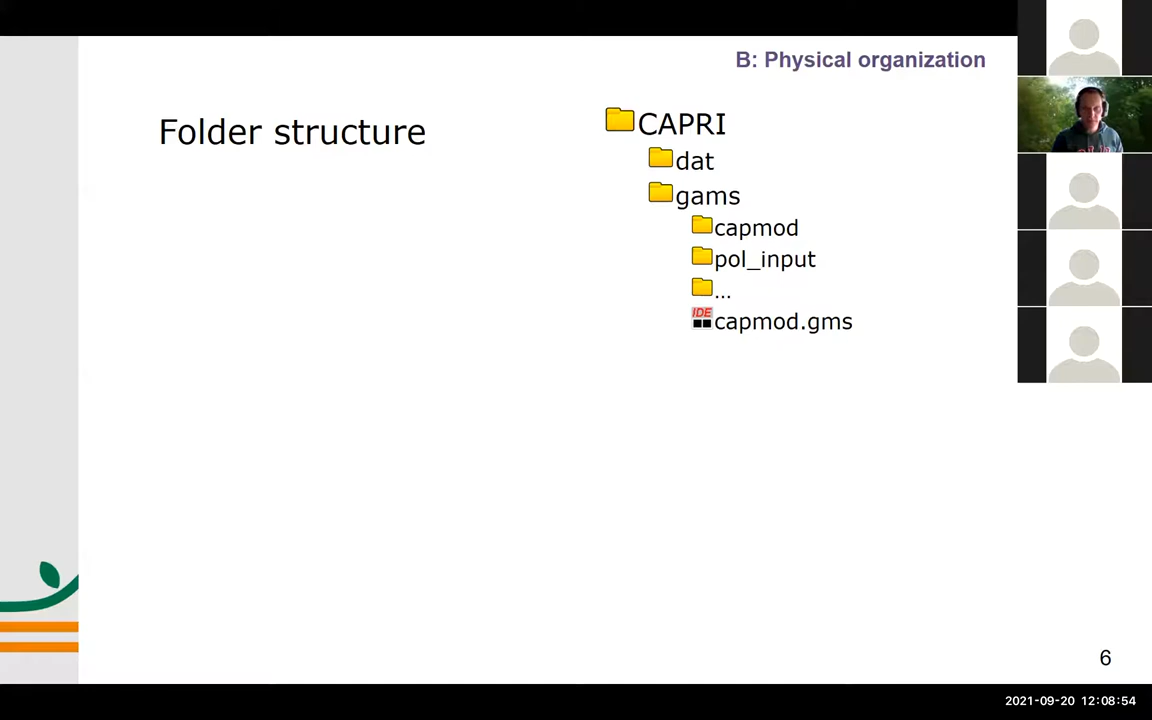 B: Physical organization
Folder structure
CAPRI
dat
gams
capmod
pol_input
...
IDE
capmod.gms
6
2021-09-20 12:08:54